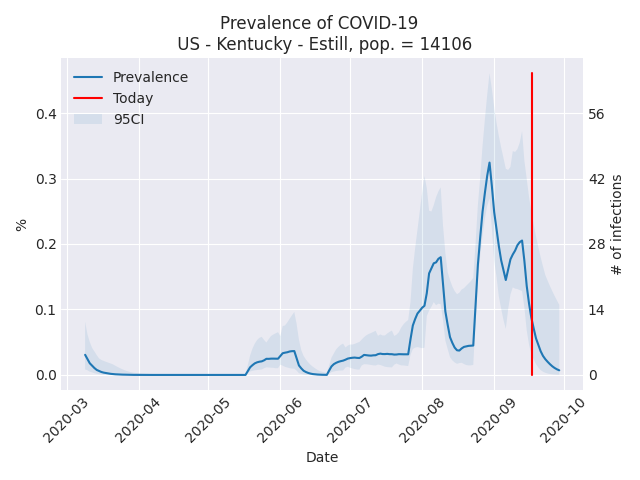 Prevalence of COVID-19
US - Kentucky - Estill, pop. = 14106
Prevalence
Today
95CI
0.4
0.3
0.2
0.1
0.0
%
56
42
28
14
0
# of infections
2020-03
2020-04
2020-05
2020-06
2020-07
2020-08
2020-09
2020-10
Date